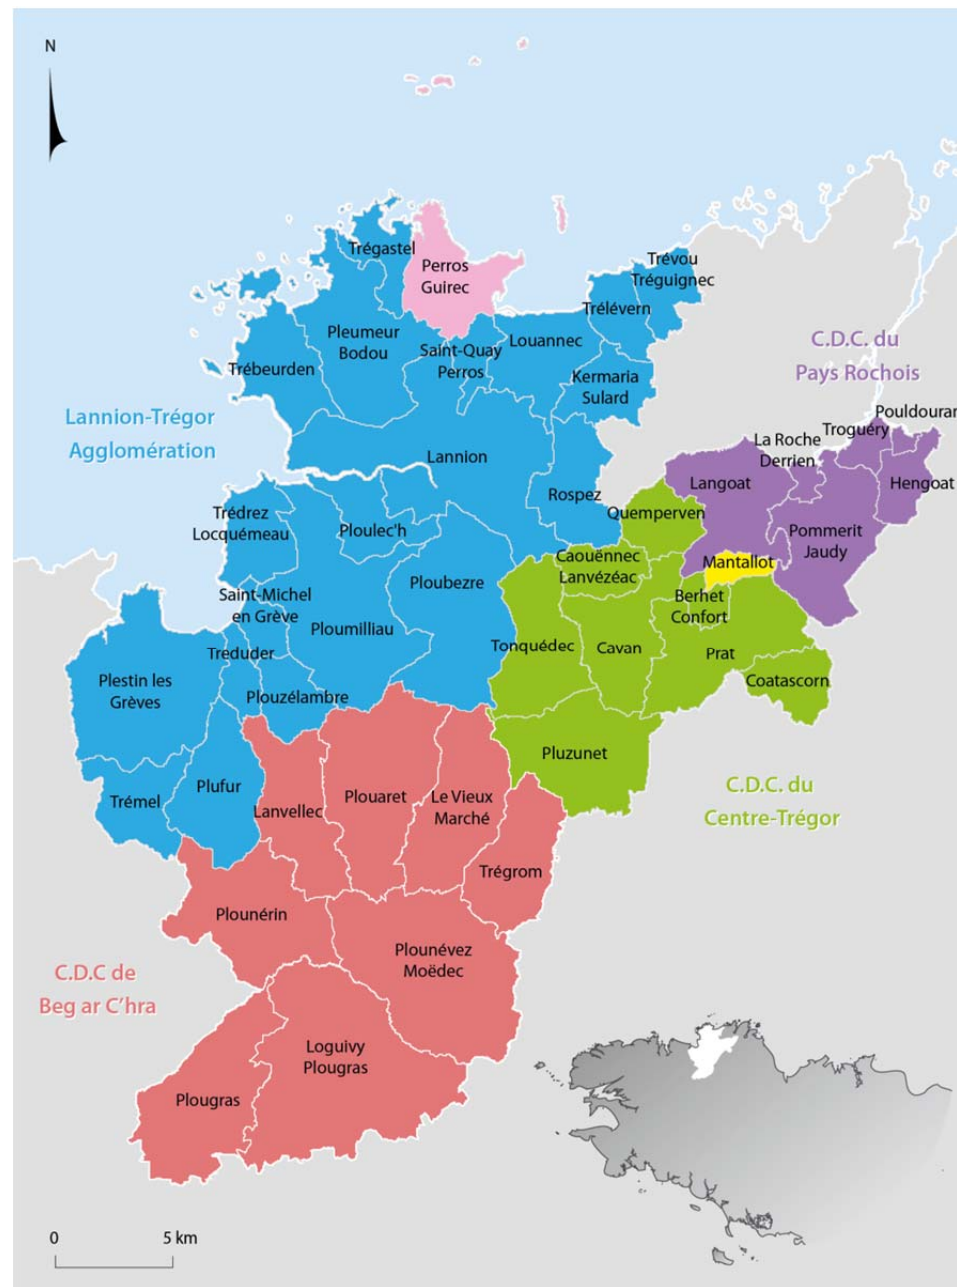 N
Trégastel
Perros
Guirec
Trévou
Tréguignec
Trélévern
Pleumeur
Bodou
Saint-Quay
Perros
Louannec
Trébeurden
Kermaria
Sulard
C.D.C. du
Pays Rochois
Lannion-Trégor
Agglomération
Pouldouran
Troguéry
La Roche
Derrien
Lannion
Langoat
Hengoat
Rospez
Quemperven
Trédrez
Locquémeau
Ploulec'h
Pommerit
Jaudy
Caouënnec
Lanvézéac
Mantallot
Ploubezre
Saint-Michel
en Grève
Berhet
Confort
Ploumilliau
Treduder
Tonquédec
Cavan
Prat
Plestin les
Grèves
Plouzélambre
Coatascorn
Pluzunet
C.D.C. du
Centre-Trégor
Trémel
Plufur
Lanvellec
Plouaret
Le Vieux
Marché
Trégrom
Plounérin
Plounévez
Moëdec
C.D.C de
Beg ar C'hra
Loguivy
Plougras
Plougras
0
5 km